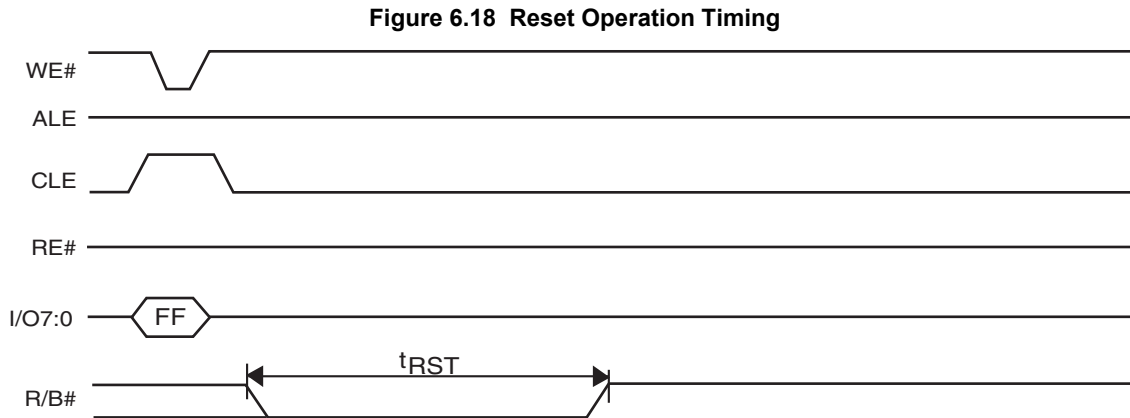 Figure 6.18 Reset Operation Timing
WE#
ALE
CLE
RE#
I/O7:0
FF
tRST
R/B#